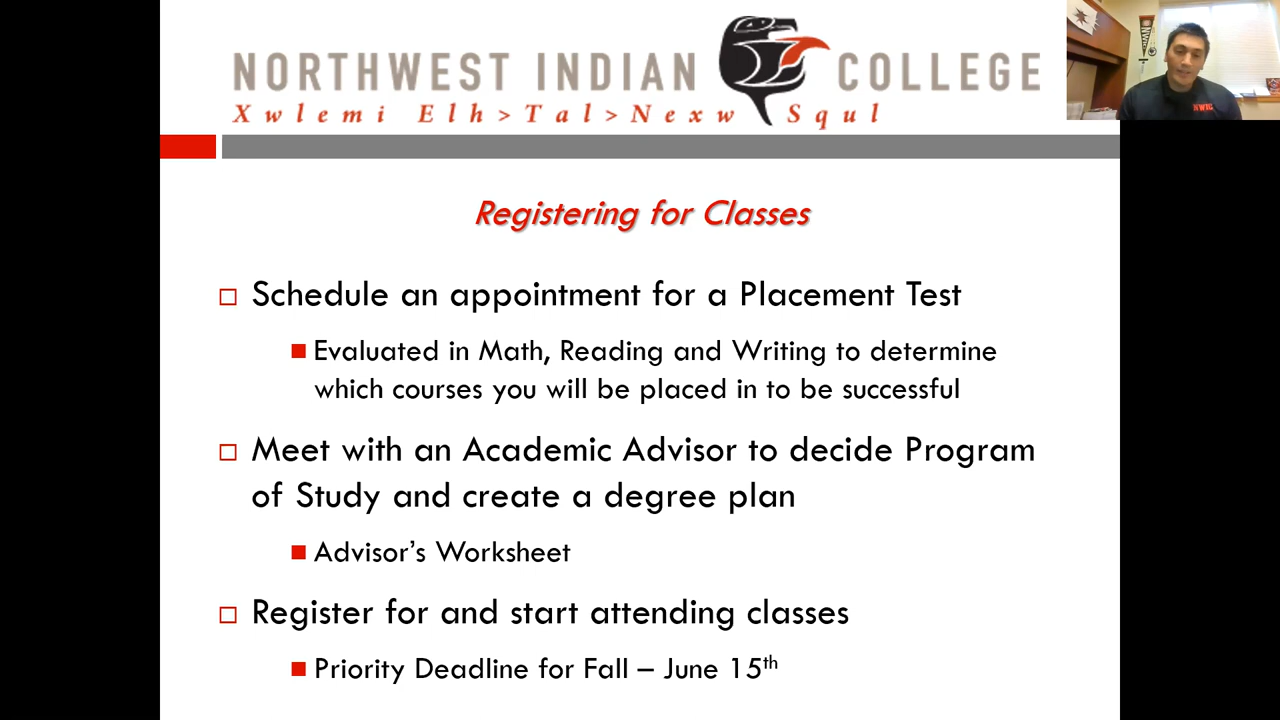 NORTHWEST INDIAN COLLEGE
Xwlemi Elh>Tal>Nexw Squl
NWIC
Registering for Classes
Schedule an appointment for a Placement Test
Evaluated in Math, Reading and Writing to determine
which courses you will be placed in to be successful
Meet with an Academic Advisor to decide Program
of Study and create a degree plan
Advisor’s Worksheet
Register for and start attending classes
Priority Deadline for Fall – June 15th